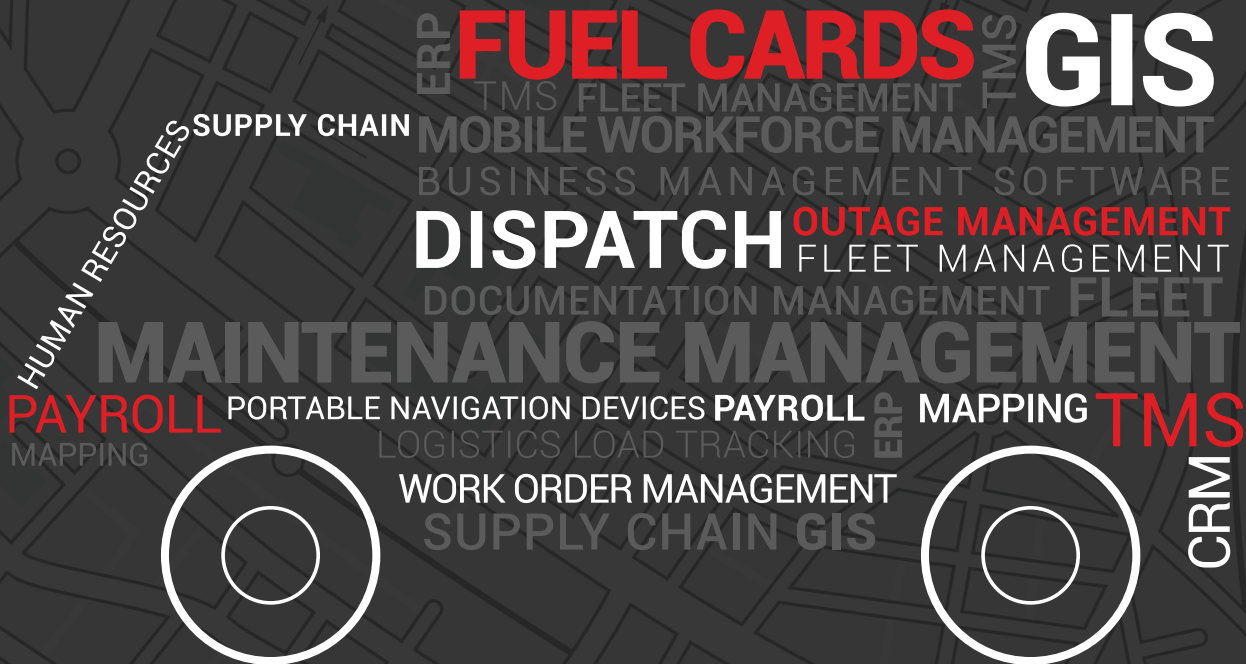 ERP
FUEL CARDS
TMS
GIS
TMS FLEET MANAGEMENT
SUPPLY CHAIN
MOBILE WORKFORCE MANAGEMENT
HUMAN RESOURCES
BUSINESS MANAGEMENT SOFTWARE
DISPATCH
OUTAGE MANAGEMENT
FLEET MANAGEMENT
DOCUMENTATION MANAGEMENT FLEET
MAINTENANCE MANAGEMENT
PAYROLL
PORTABLE NAVIGATION DEVICES PAYROLL
ERP
MAPPING
TMS
MAPPING
LOGISTICS LOAD TRACKING
WORK ORDER MANAGEMENT
CRM
SUPPLY CHAIN GIS